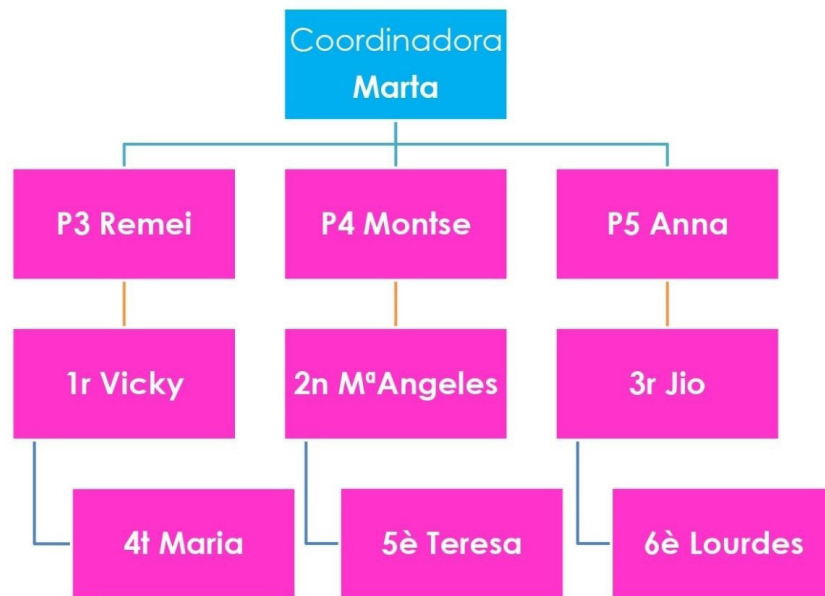 Coordinadora
Marta
P3 Remei
P4 Montse
P5 Anna
1r Vicky
2n MªAngeles
3r Jio
4t Maria
5è Teresa
6è Lourdes